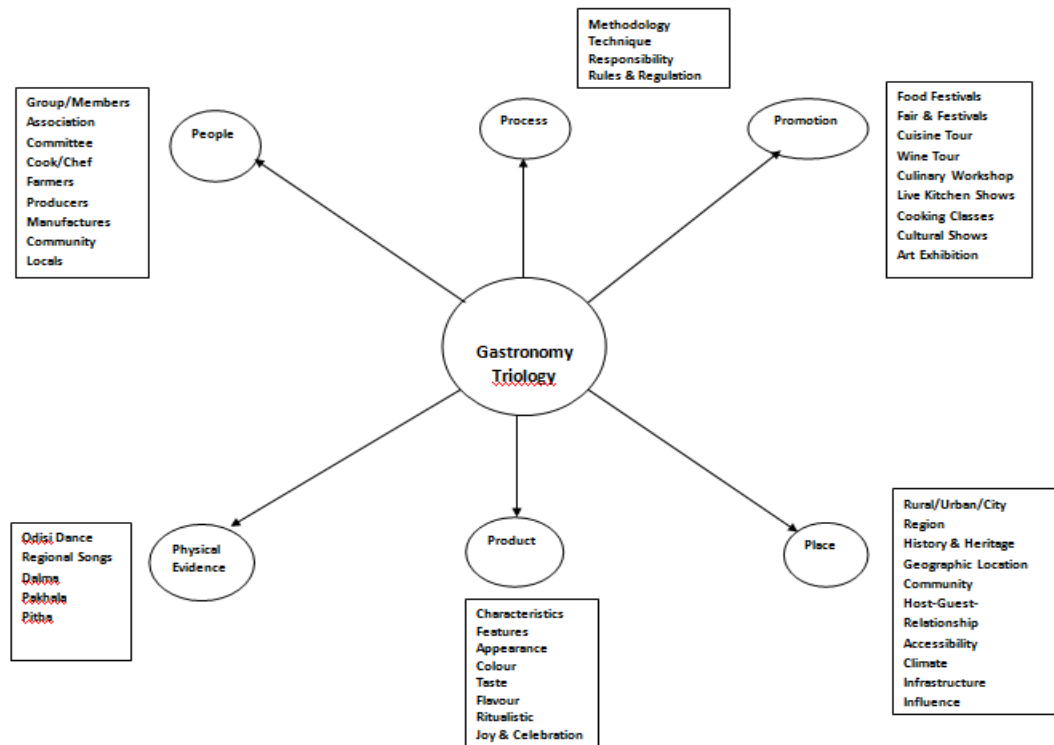 Methodology
Technique
Responsibility
Rules & Regulation
Group/Members
Association
Committee
Cook/Chef
Farmers
Producers
Manufactures
Community
Locals
People
Process
Promotion
Food Festivals
Fair & Festivals
Cuisine Tour
Wine Tour
Culinary Workshop
Live Kitchen Shows
Cooking Classes
Cultural Shows
Art Exhibition
Gastronomy
Triology
Odisi Dance
Regional Songs
Dalma
Pakhala
Pitha
Physical
Evidence
Product
Place
Rural/Urban/City
Region
History & Heritage
Geographic Location
Community
Host-Guest-
Relationship
Accessibility
Climate
Infrastructure
Influence
Characteristics
Features
Appearance
Colour
Taste
Flavour
Ritualistic
Joy & Celebration